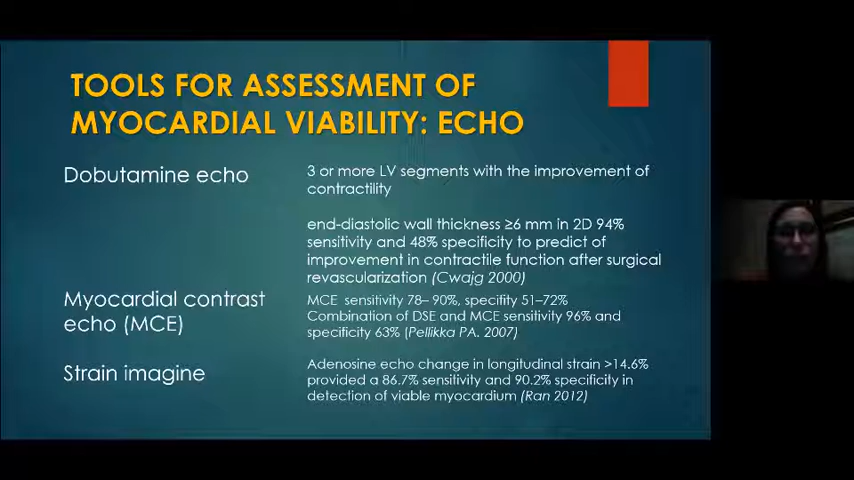 TOOLS FOR ASSESSMENT OF
MYOCARDIAL VIABILITY: ECHO
Dobutamine echo
3 or more LV segments with the improvement of
contractility
end-diastolic wall thickness ≥6 mm in 2D 94%
sensitivity and 48% specificity to predict of
improvement in contractile function after surgical
revascularization (Cwajg 2000)
Myocardial contrast
echo (MCE)
MCE sensitivity 78– 90%, specifity 51–72%
Combination of DSE and MCE sensitivity 96% and
specificity 63% (Pellikka PA. 2007)
Strain imagine
Adenosine echo change in longitudinal strain >14.6%
provided a 86.7% sensitivity and 90.2% specificity in
detection of viable myocardium (Ran 2012)